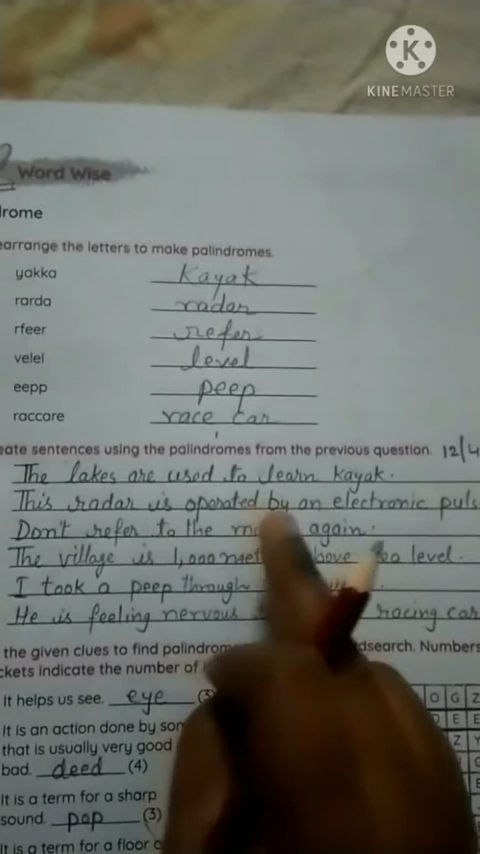 KINEMASTER
Word Wise
drome
earrange the letters to make palindromes.
yakka Kayak
rarda radar
rfeer refer
velel level
eepp peep
raccare race car
eate sentences using the palindromes from the previous question. 12/4
The lakes are used to learn kayak.
This radar is operated by an electronic puls
Don't refer to the again.
The village is 1,000 above sea level.
I took a peep through
He is feeling nervous racing car
the given clues to find palindrom dsearch. Numbers
ckets indicate the number of
It helps us see. eye (3)
It is an action done by som
that is usually very good
bad. deed (4)
It is a term for a sharp
sound. pop (3)
It is a term for a floor
O G Z
E E
Z Y